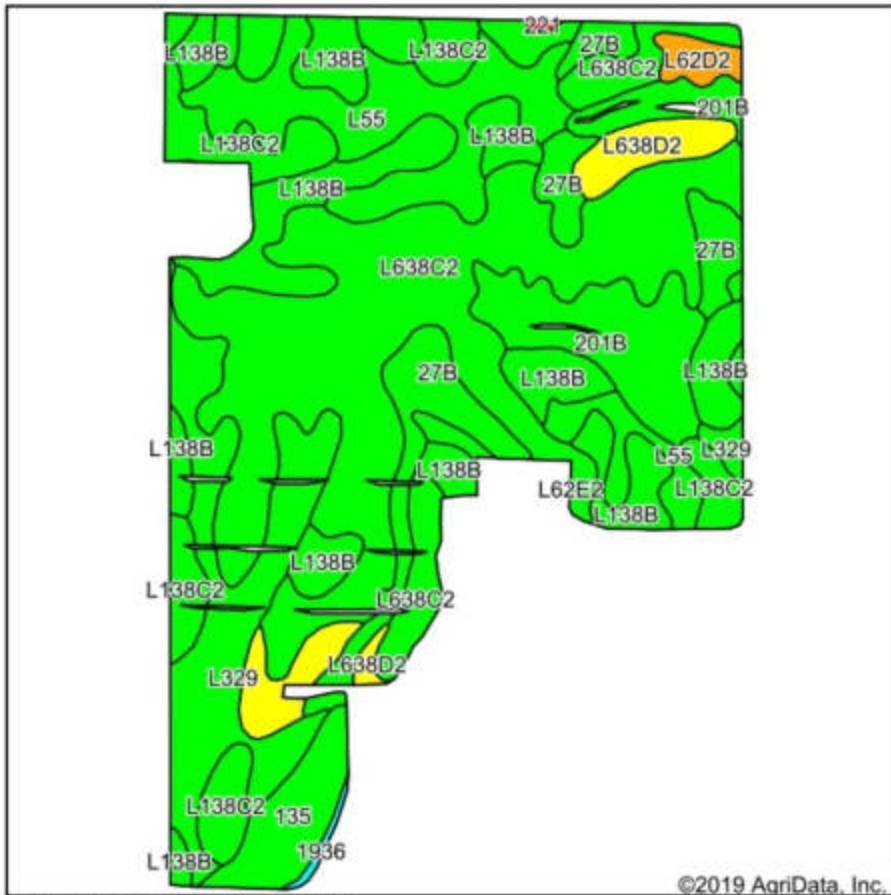 221
27B
L138B
L138B
L138C2
L638C2
L62D2
201B
L55
L138B
L138C2
L638D2
L138B
27B
27B
L638C2
201B
L138B
27B
L138B
L138B
L138B
L55
L329
L62E2
L138C2
L138B
L138B
L138C2
L638C2
L638D2
L329
L138C2
135
1936
L138B
©2019 AgriData, Inc.